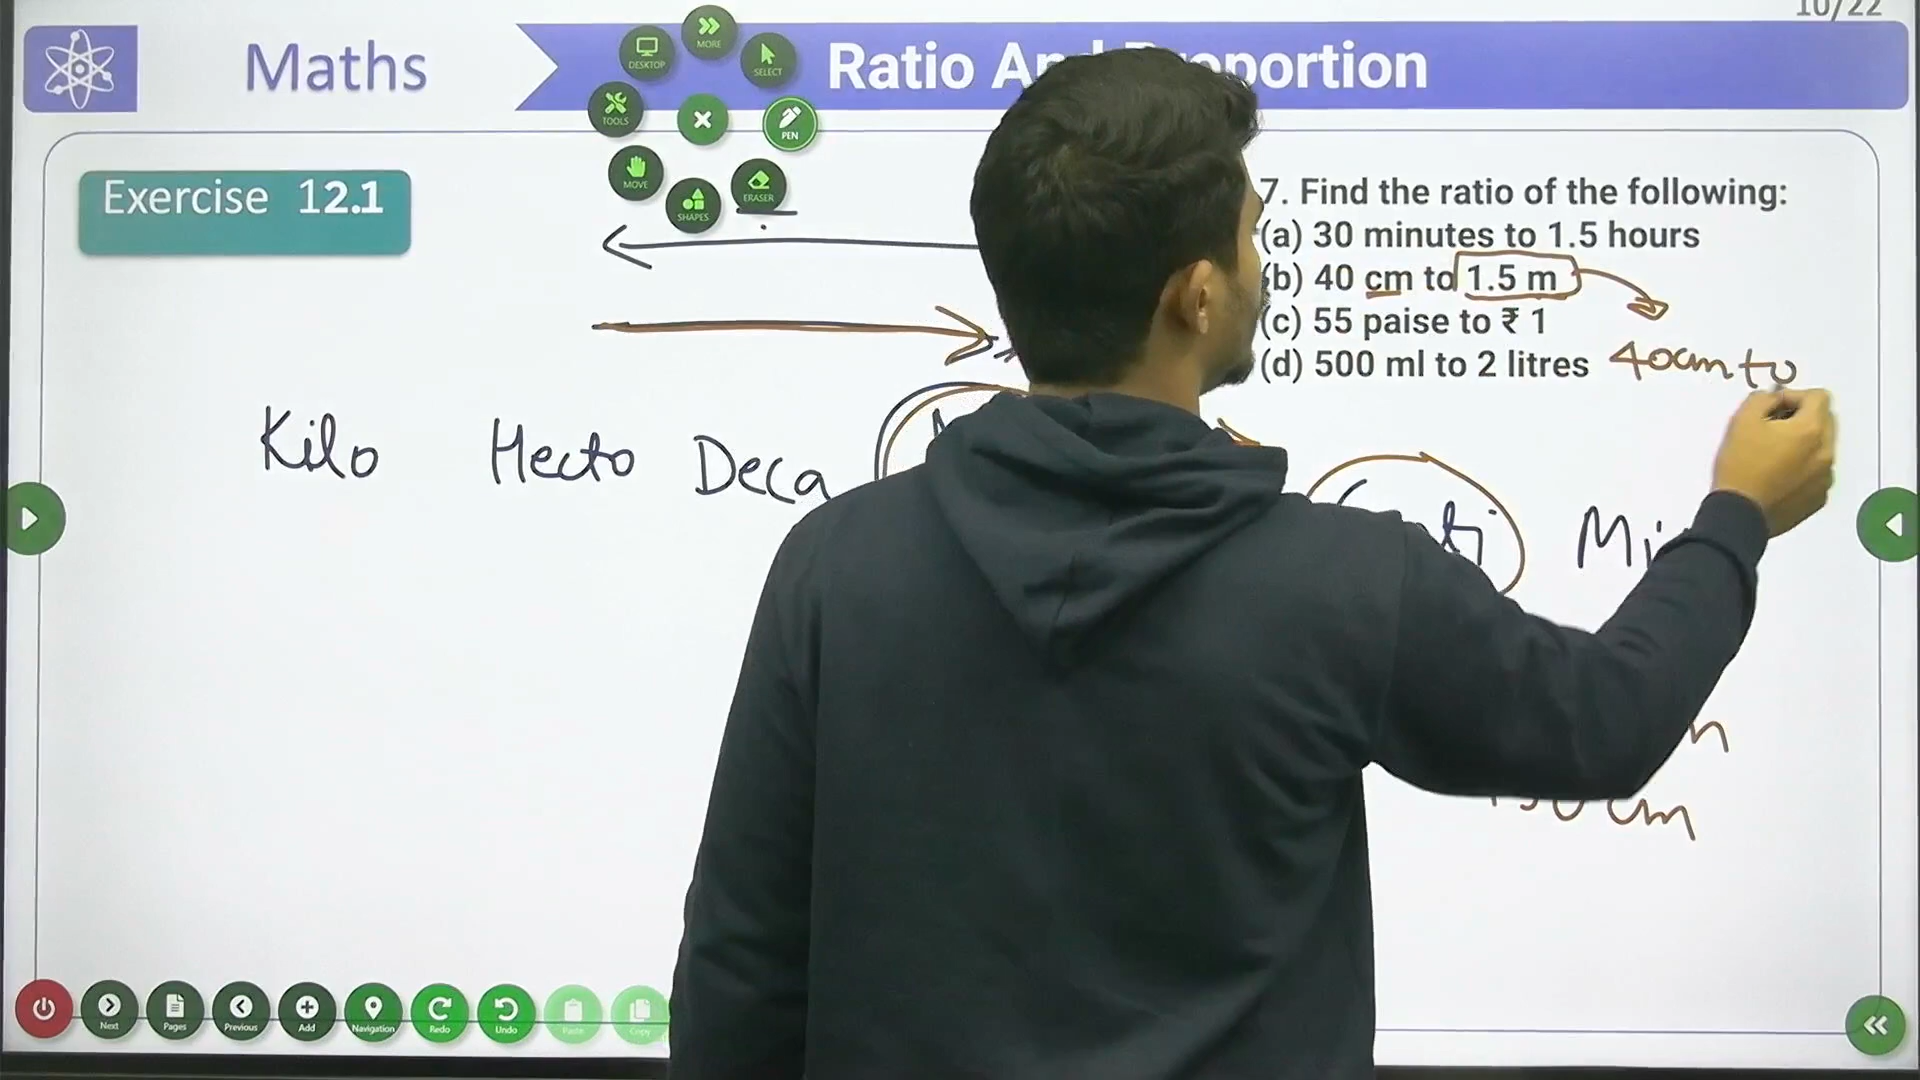 10/22
Maths
Ratio And Proportion
MORE
DESKTOP
SELECT
TOOLS
PEN
MOVE
SHAPES
ERASER
Exercise 12.1
7. Find the ratio of the following:
(a) 30 minutes to 1.5 hours
(b) 40 cm to 1.5 m
(c) 55 paise to ₹ 1
(d) 500 ml to 2 litres
40cm to
Kilo Hecto Deca
cm
Next Pages Previous Add Navigation Redo Undo Paste Copy